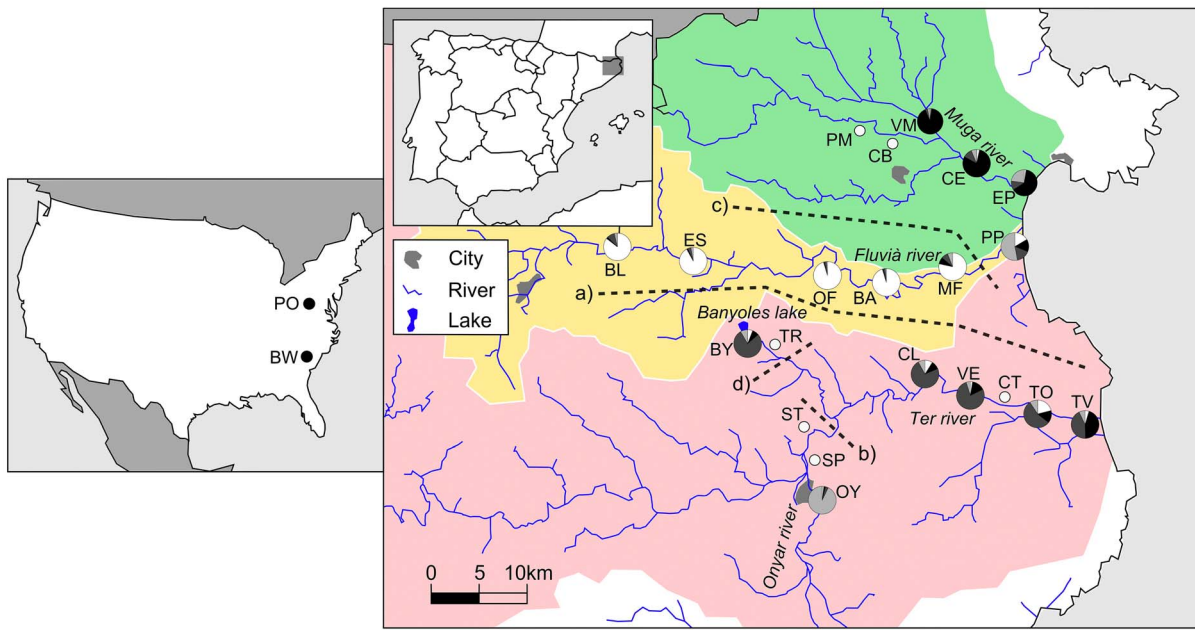 PO
BW
City
River
Lake
VM
Muga river
PM
CB
CE
EP
c)
PP
ES
Fluvià river
BL
OF
BA
MF
a)
Banyoles lake
BY
TR
CL
d)
VE
CT
TO
TV
ST
Ter river
b)
SP
OY
Onyar river
0 5 10km